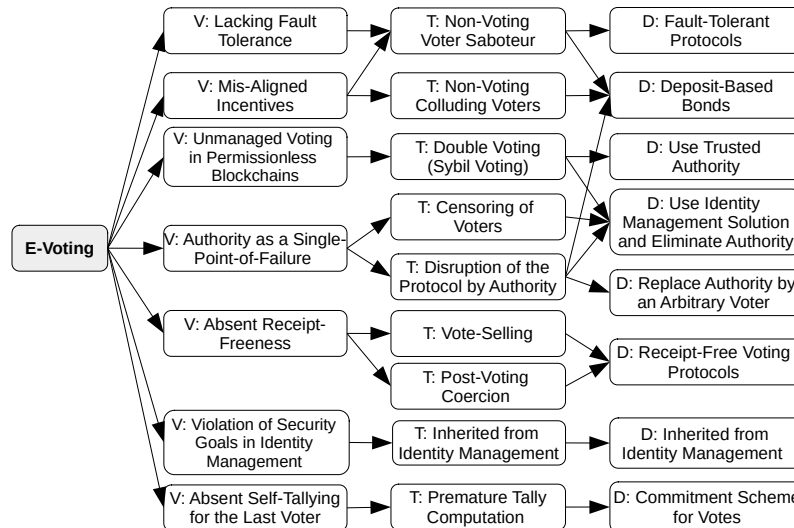 E-Voting
V: Lacking Fault
Tolerance
V: Mis-Aligned
Incentives
V: Unmanaged Voting
in Permissionless
Blockchains
V: Authority as a Single-
Point-of-Failure
V: Absent Receipt-
Freeness
V: Violation of Security
Goals in Identity
Management
V: Absent Self-Tallying
for the Last Voter
T: Non-Voting
Voter Saboteur
T: Non-Voting
Colluding Voters
T: Double Voting
(Sybil Voting)
T: Censoring of
Voters
T: Disruption of the
Protocol by Authority
T: Vote-Selling
T: Post-Voting
Coercion
T: Inherited from
Identity Management
T: Premature Tally
Computation
D: Fault-Tolerant
Protocols
D: Deposit-Based
Bonds
D: Use Trusted
Authority
D: Use Identity
Management Solution
and Eliminate Authority
D: Replace Authority by
an Arbitrary Voter
D: Receipt-Free Voting
Protocols
D: Inherited from
Identity Management
D: Commitment Scheme
for Votes